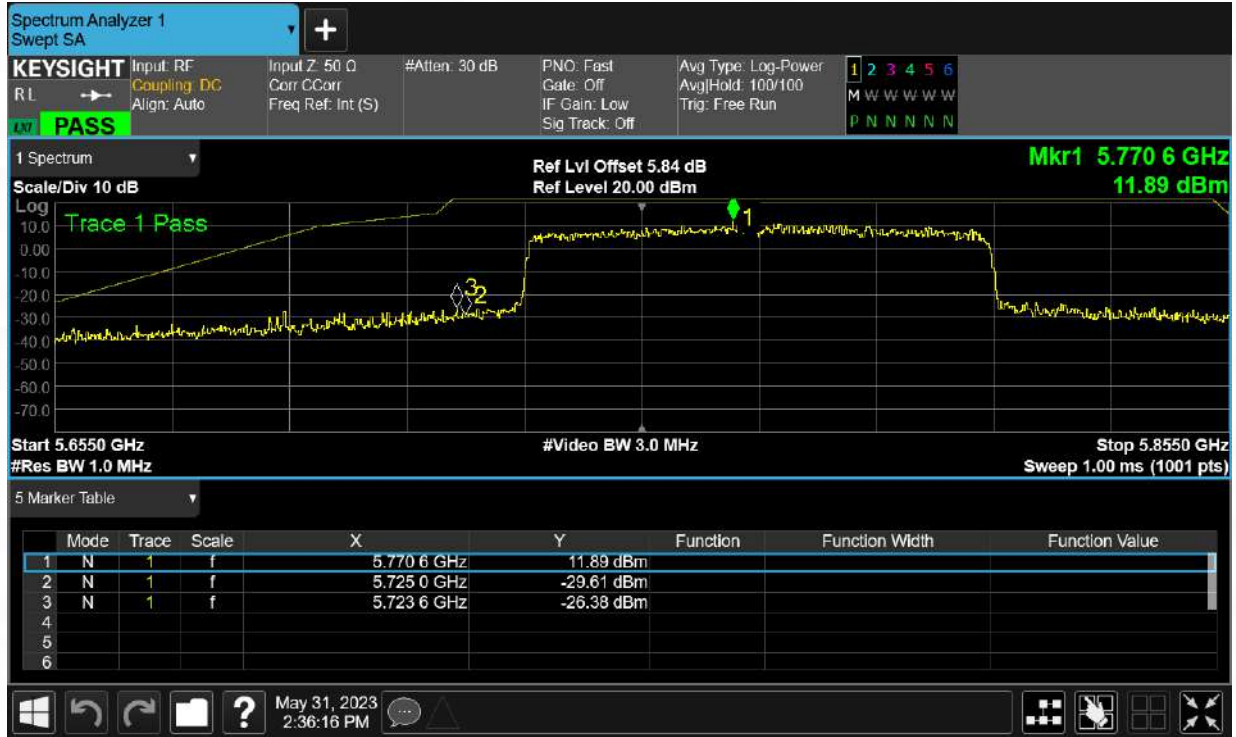 Spectrum Analyzer 1
Swept SA
+
KEYSIGHT Input: RF Input Z: 50 Ω #Atten: 30 dB PNO: Fast Avg Type: Log-Power 1 2 3 4 5 6
RL Coupling: DC Corr CCorr Gate: Off Avg|Hold: 100/100 M W W W W W
Align: Auto Freq Ref: Int (S) IF Gain: Low Trig: Free Run
LXI PASS Sig Track: Off P N N N N N
1 Spectrum Ref Lvl Offset 5.84 dB Mkr1 5.770 6 GHz
Scale/Div 10 dB Ref Level 20.00 dBm 11.89 dBm
Log
Trace 1 Pass
1
10.0
0.00
-10.0
-20.0
3
2
-30.0
-40.0
-50.0
-60.0
-70.0
Start 5.6550 GHz #Video BW 3.0 MHz Stop 5.8550 GHz
#Res BW 1.0 MHz Sweep 1.00 ms (1001 pts)
5 Marker Table
Mode Trace Scale X Y Function Function Width Function Value
1 N 1 f 5.770 6 GHz 11.89 dBm
2 N 1 f 5.725 0 GHz -29.61 dBm
3 N 1 f 5.723 6 GHz -26.38 dBm
4
5
6
? May 31, 2023
2:36:16 PM